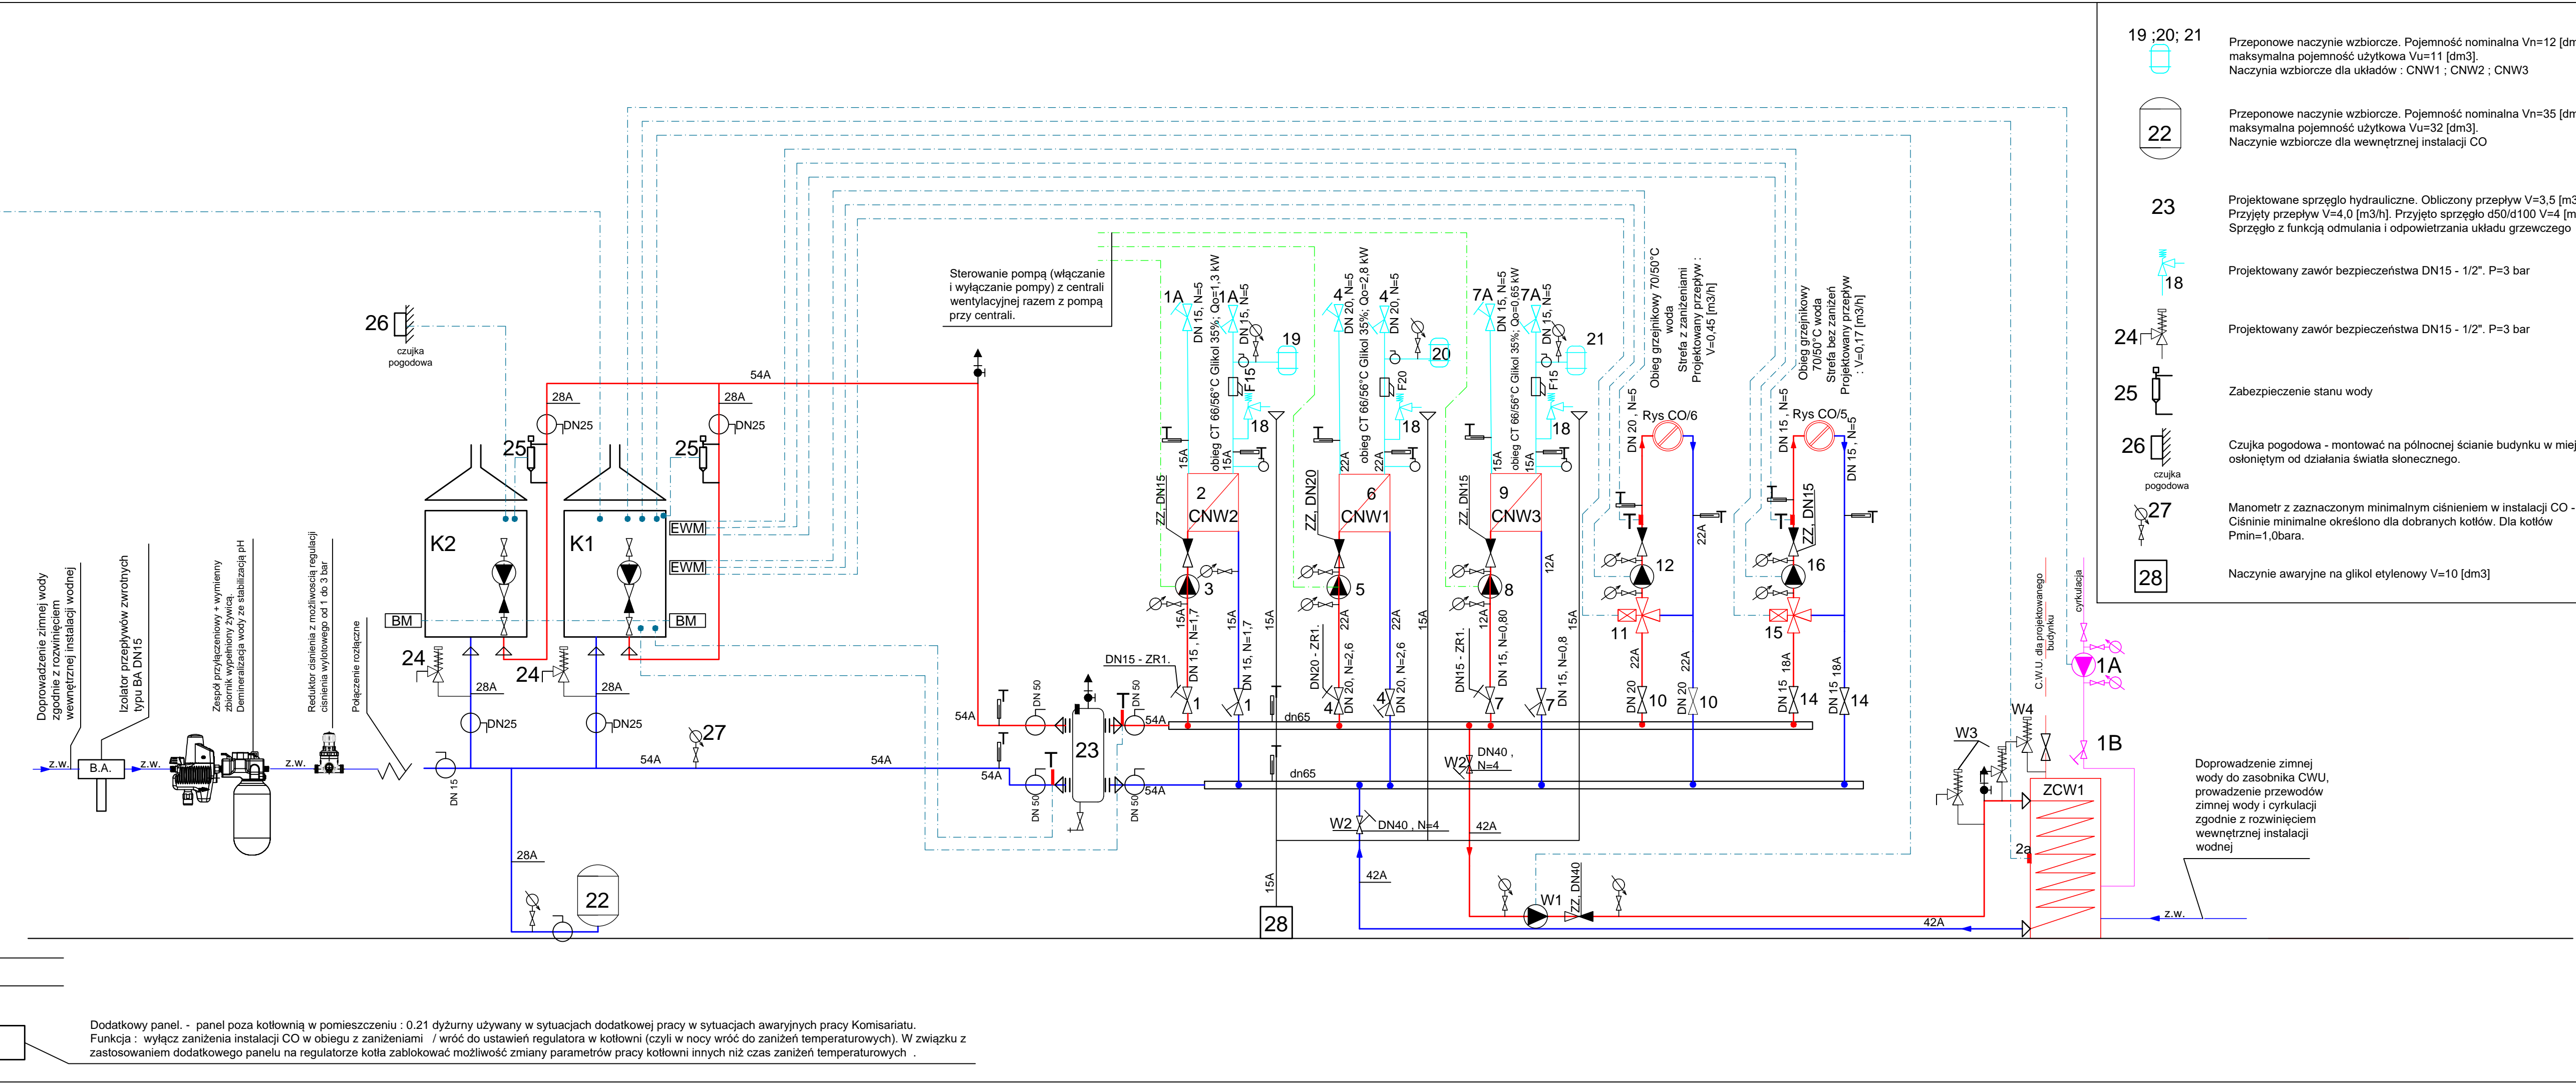 19 ;20; 21
Przeponowe naczynie wzbiorcze. Pojemność nominalna Vn=12 [dm
maksymalna pojemność użytkowa Vu=11 [dm3].
Naczynia wzbiorcze dla układów : CNW1 ; CNW2 ; CNW3
22
Przeponowe naczynie wzbiorcze. Pojemność nominalna Vn=35 [dm
maksymalna pojemność użytkowa Vu=32 [dm3].
Naczynie wzbiorcze dla wewnętrznej instalacji CO
23
Projektowane sprzęgło hydrauliczne. Obliczony przepływ V=3,5 [m3
Przyjęty przepływ V=4,0 [m3/h]. Przyjęto sprzęgło d50/d100 V=4 [m
Sprzęgło z funkcją odmulania i odpowietrzania układu grzewczego
18
Projektowany zawór bezpieczeństwa DN15 - 1/2". P=3 bar
24
Projektowany zawór bezpieczeństwa DN15 - 1/2". P=3 bar
25
Zabezpieczenie stanu wody
26
czujka
pogodowa
Czujka pogodowa - montować na pólnocnej ścianie budynku w miej
osłoniętym od działania światła słonecznego.
27
Manometr z zaznaczonym minimalnym ciśnieniem w instalacji CO -
Ciśninie minimalne określono dla dobranych kotłów. Dla kotłów
Pmin=1,0bara.
28
Naczynie awaryjne na glikol etylenowy V=10 [dm3]
Sterowanie pompą (włączanie
i wyłączanie pompy) z centrali
wentylacyjnej razem z pompą
przy centrali.
26
czujka
pogodowa
54A
28A
28A
DN25
DN25
25
25
K2
K1
EWM
EWM
BM
BM
24
24
28A
28A
DN25
DN25
Doprowadzenie zimnej wody
zgodnie z rozwinięciem
wewnętrznej instalacji wodnej
Izolator przepływów zwrotnych
typu BA DN15
Zespół przyłączeniowy + wymienny
zbiornik wypełniony żywicą.
Demineralizacja wody ze stabilizacją pH
Reduktor ciśnienia z możliwością regulacji
ciśnienia wylotowego od 1 do 3 bar
Połączenie rozłączne
z.w.
B.A.
z.w.
z.w.
DN 15
27
54A
54A
54A
54A
28A
22
T
T
DN 50
DN 50
23
T
T
DN 50
DN 50
54A
54A
1A
1A
DN 15, N=5
DN 15, N=5
obieg CT 66/56°C Glikol 35%; Qo=1,3 kW
19
F15
18
T
T
15A
15A
2
CNW2
ZZ, DN15
3
15A
15A
15A
DN 15 , N=1,7
DN 15, N=1,7
DN15 - ZR1.
1
1
4
4
DN 20, N=5
DN 20, N=5
obieg CT 66/56°C Glikol 35%; Qo=2,8 kW
20
F20
18
T
22A
22A
6
CNW1
ZZ, DN20
5
22A
22A
15A
DN20 - ZR1.
DN 20, N=2,6
DN 20, N=2,6
4
4
7A
7A
DN 15, N=5
DN 15, N=5
obieg CT 66/56°C Glikol 35%; Qo=0,65 kW
21
F15
18
T
T
15A
15A
9
CNW3
ZZ, DN15
8
12A
12A
15A
DN15 - ZR1.
DN 15, N=0,80
DN 15, N=0,8
7
7
Obieg grzejnikowy 70/50°C
woda
Strefa z zaniżeniami
Projektowany przepływ :
V=0,45 [m3/h]
DN 20 , N=5
Rys CO/6
T
T
T
22A
12
11
22A
22A
DN 20
DN 20
10
10
Obieg grzejnikowy
70/50°C woda
Strefa bez zaniżeń
Projektowany przepływ
: V=0,17 [m3/h]
DN 15 , N=5
Rys CO/5
DN 15 , N=5
T
T
T
ZZ, DN15
16
15
18A
18A
DN 15
DN 15
14
14
T
T
dn65
dn65
W2
DN40 ,
N=4
W2
DN40 , N=4
42A
42A
15A
28
W1
ZZ, DN40
42A
W3
W4
C.W.U. dla projektowanego
budynku
cyrkulacja
1A
1B
ZCW1
2a
Doprowadzenie zimnej
wody do zasobnika CWU,
prowadzenie przewodów
zimnej wody i cyrkulacji
zgodnie z rozwinięciem
wewnętrznej instalacji
wodnej
z.w.
Dodatkowy panel. - panel poza kotłownią w pomieszczeniu : 0.21 dyżurny używany w sytuacjach dodatkowej pracy w sytuacjach awaryjnych pracy Komisariatu.
Funkcja : wyłącz zaniżenia instalacji CO w obiegu z zaniżeniami / wróć do ustawień regulatora w kotłowni (czyli w nocy wróć do zaniżeń temperaturowych). W związku z
zastosowaniem dodatkowego panelu na regulatorze kotła zablokować możliwość zmiany parametrów pracy kotłowni innych niż czas zaniżeń temperaturowych .